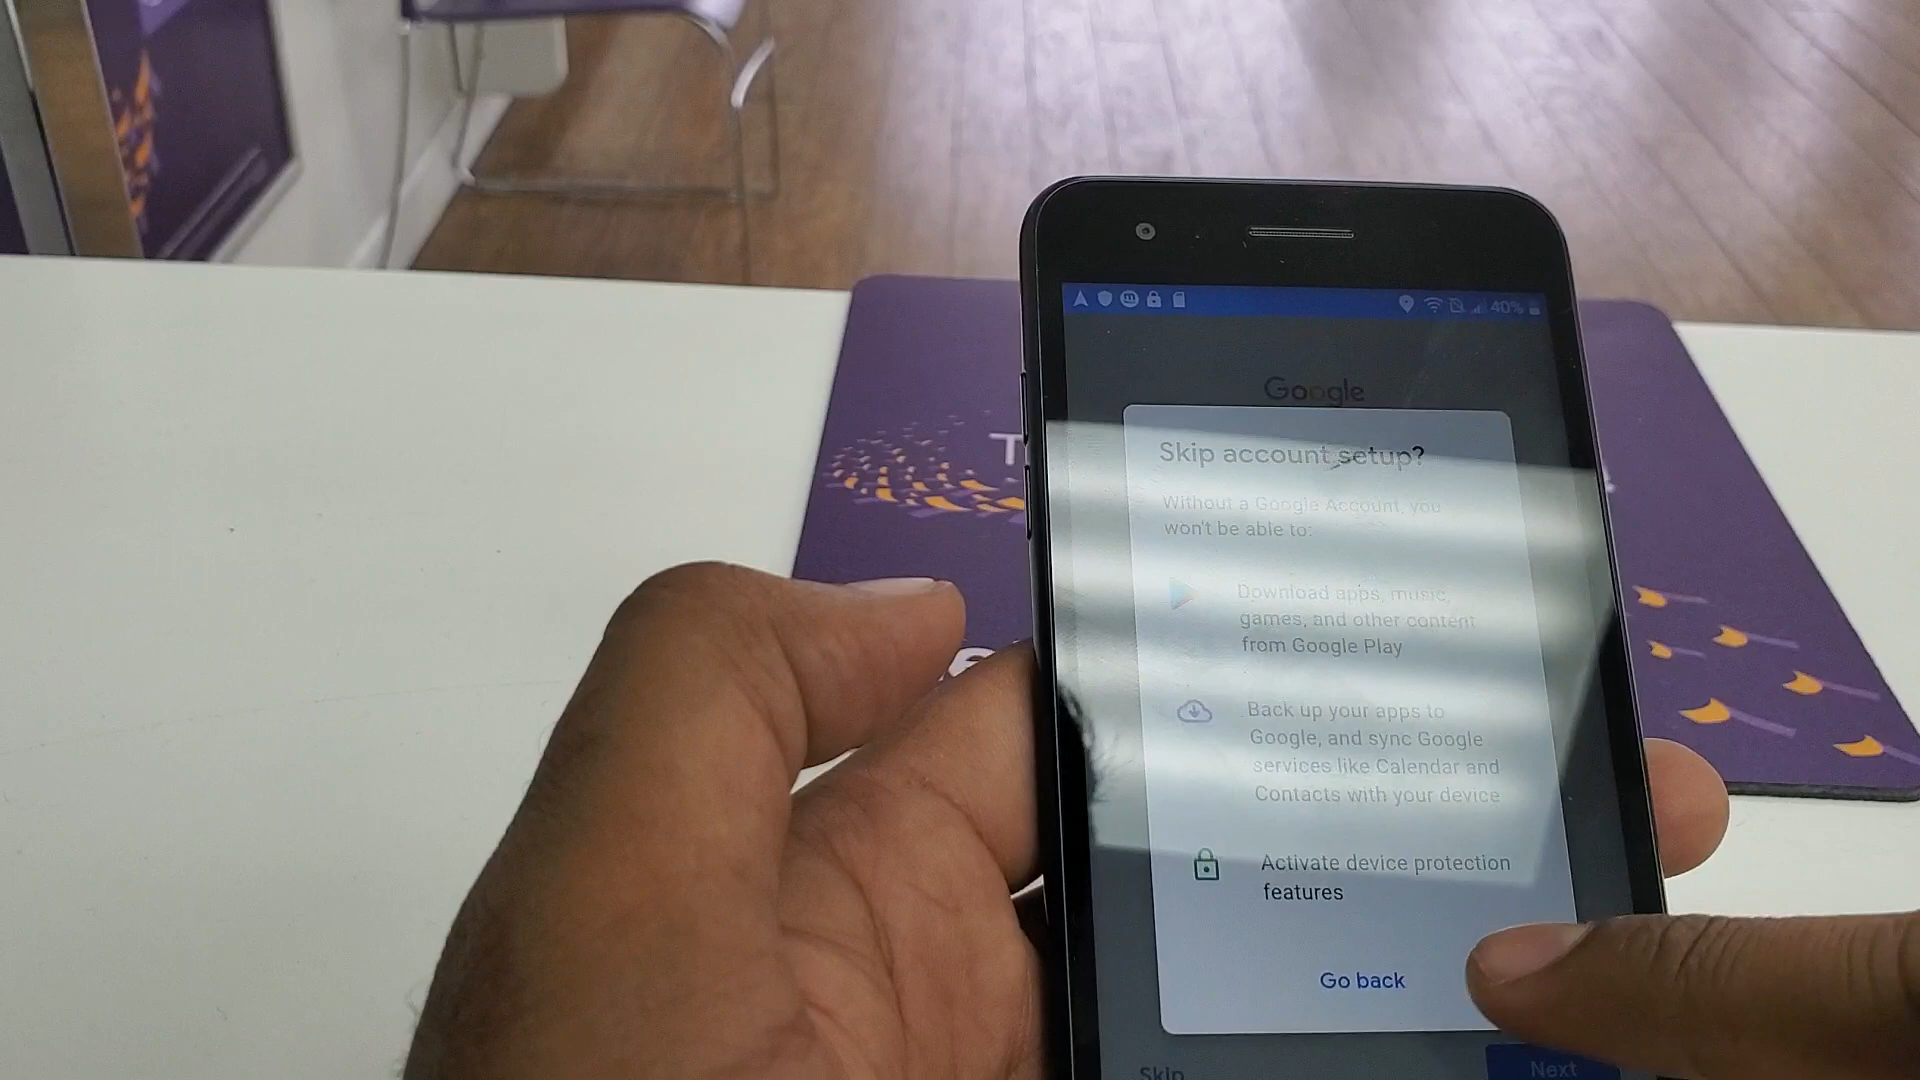 40%
Google
Skip account setup?
Without a Google Account, you
won't be able to:
Download apps, music,
games, and other content
from Google Play
Back up your apps to
Google, and sync Google
services like Calendar and
Contacts with your device
Activate device protection
features
Go back
Skip
Next